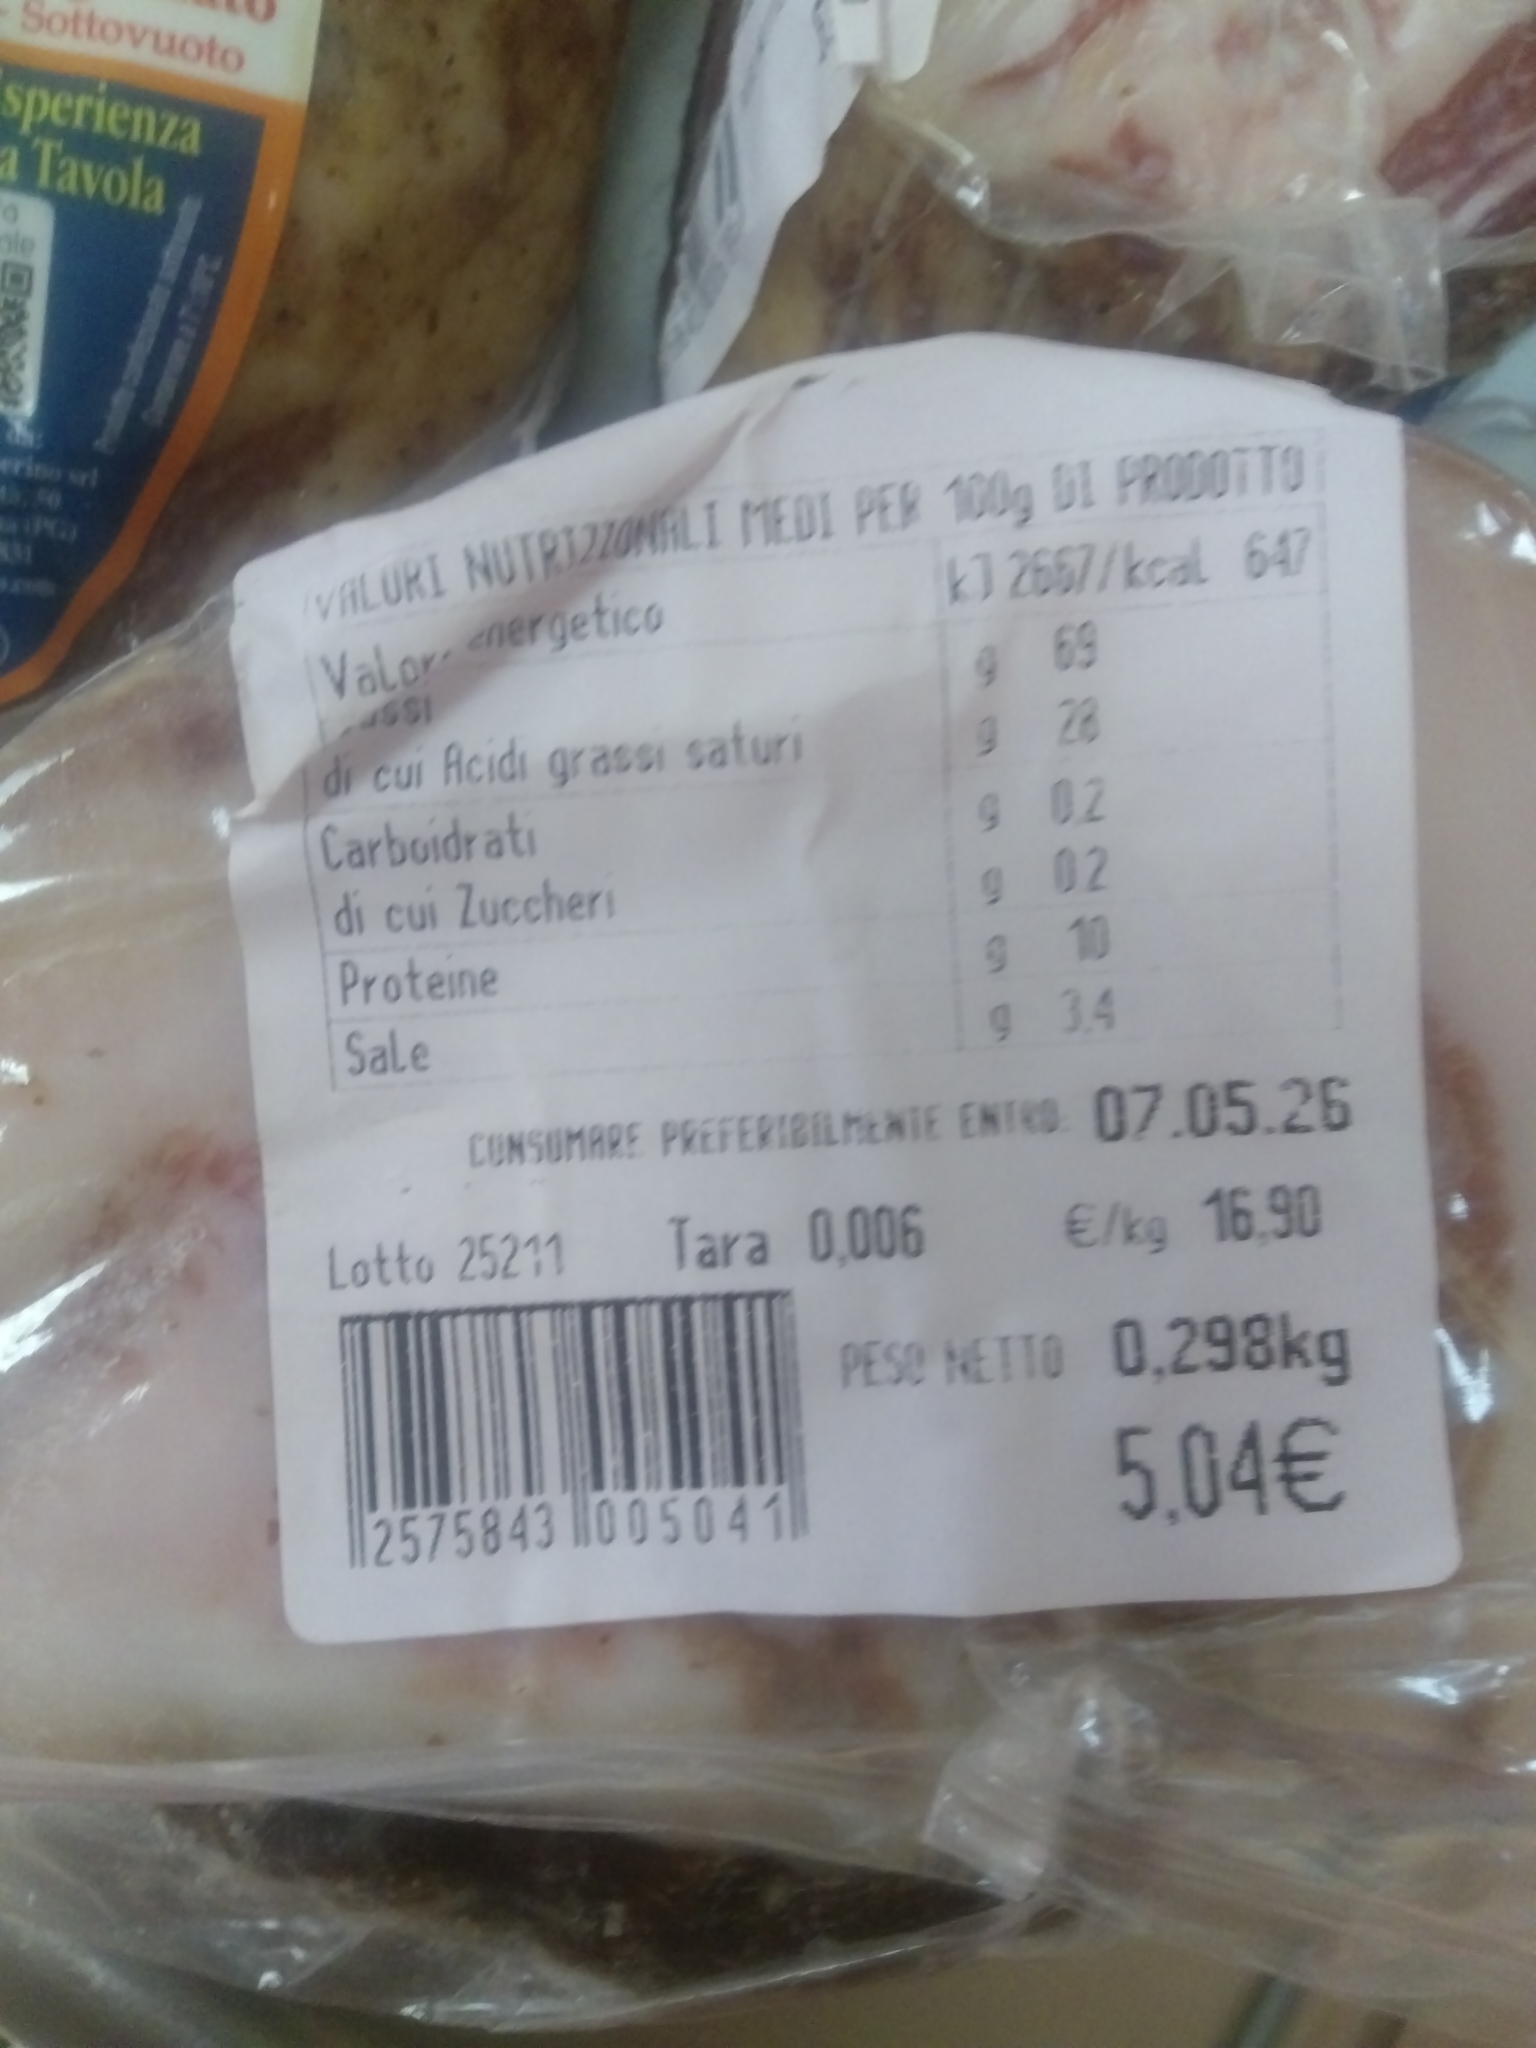 Sottovuoto
sperienza
a Tavola
VALORI NUTRIZIONALI MEDI PER 100g DI PRODOTTO
energetico kJ 2667/kcal 647
g 69
di cui Acidi grassi saturi g 28
Carboidrati g 0.2
di cui Zuccheri g 0.2
Proteine g 10
Sale g 3.4
CONSUMARE PREFERIBILMENTE ENTRO: 07.05.26
Lotto 25211 Tara 0,006 €/kg 16,90
PESO NETTO 0,298kg
5,04€
2575843 005041